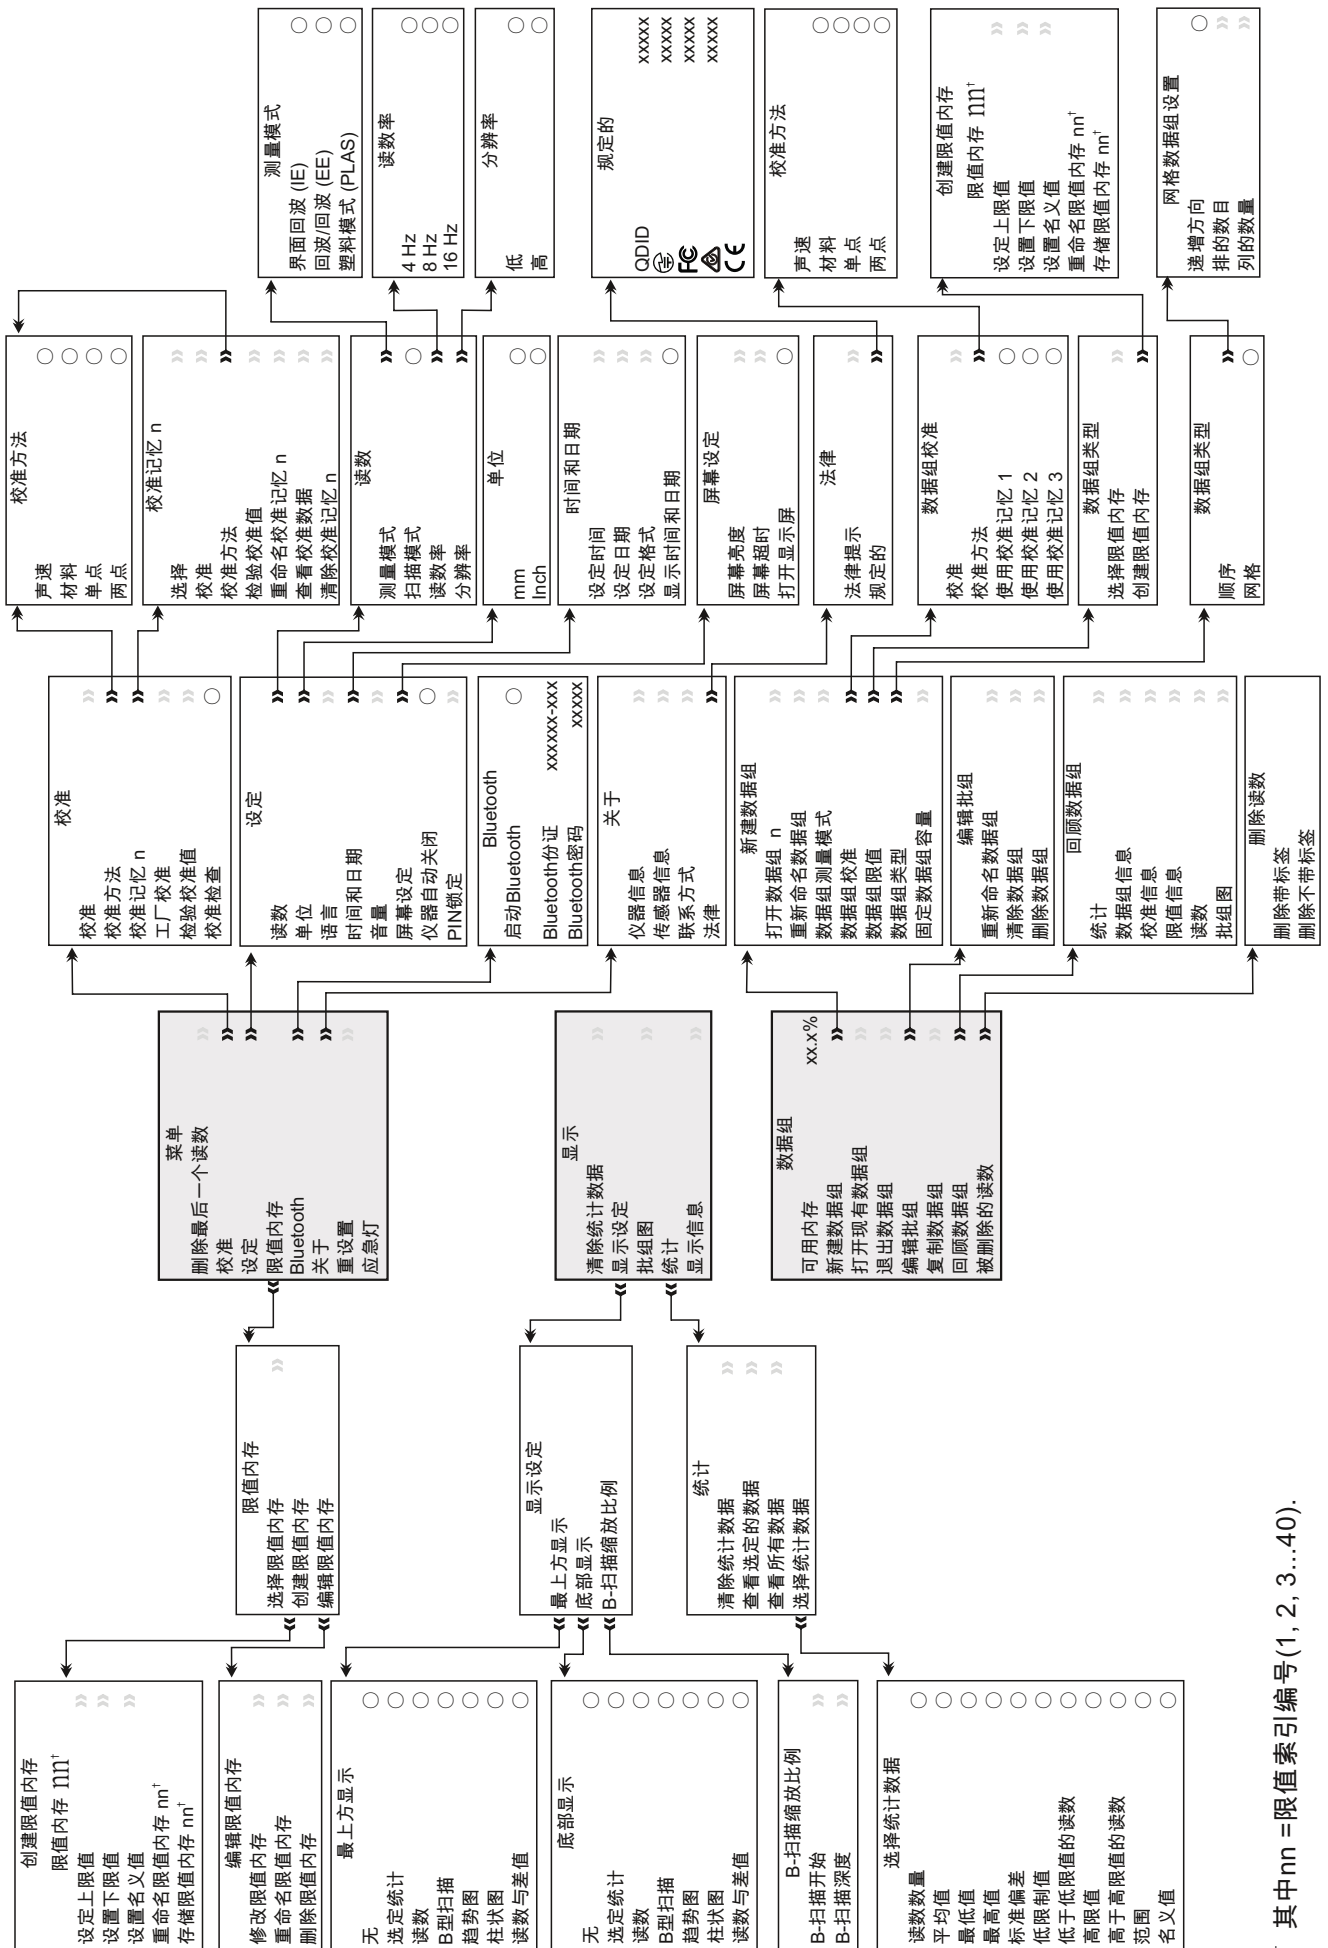 创建限值内存
限值内存 nn†
设定上限值
设置下限值
设置名义值
重命名限值内存 nn†
存储限值内存 nn†
编辑限值内存
修改限值内存
重命名限值内存
删除限值内存
最上方显示
无
选定统计
读数
B型扫描
趋势图
柱状图
读数与差值
底部显示
无
选定统计
读数
B型扫描
趋势图
柱状图
读数与差值
B-扫描缩放比例
B-扫描开始
B-扫描深度
选择统计数据
读数数量
平均值
最低值
最高值
标准偏差
低限制值
低于低限值的读数
高限值
高于高限值的读数
范围
名义值
限值内存
选择限值内存
创建限值内存
编辑限值内存
显示设定
最上方显示
底部显示
B-扫描缩放比例
统计
清除统计数据
查看选定的数据
查看所有数据
选择统计数据
菜单
删除最后一个读数
校准
设定
限值内存
Bluetooth
关于
重设置
应急灯
显示
清除统计数据
显示设定
批组图
统计
显示信息
数据组
可用内存 xx.x%
新建数据组
打开现有数据组
退出数据组
编辑批组
复制数据组
回顾数据组
被删除的读数
校准
校准
校准方法
校准记忆 n
工厂校准
检验校准值
校准检查
设定
读数
单位
语言
时间和日期
音量
屏幕设定
仪器自动关闭
PIN锁定
Bluetooth
启动Bluetooth
Bluetooth份证 xxxxxx-xxx
Bluetooth密码 xxxxx
关于
仪器信息
传感器信息
联系方式
法律
新建数据组
打开数据组 n
重新命名数据组
数据组测量模式
数据组校准
数据组限值
数据组类型
固定数据组容量
编辑批组
重新命名数据组
清除数据组
删除数据组
回顾数据组
统计
数据组信息
校准信息
限值信息
读数
批组图
删除读数
删除带标签
删除不带标签
校准方法
声速
材料
单点
两点
校准记忆 n
选择
校准
校准方法
检验校准值
重命名校准记忆 n
查看校准数据
清除校准记忆 n
读数
测量模式
扫描模式
读数率
分辨率
单位
mm
Inch
时间和日期
设定时间
设定日期
设定格式
显示时间和日期
屏幕设定
屏幕亮度
屏幕超时
打开显示屏
法律
法律提示
规定的
数据组校准
校准
校准方法
使用校准记忆 1
使用校准记忆 2
使用校准记忆 3
数据组类型
选择限值内存
创建限值内存
数据组类型
顺序
网格
测量模式
界面回波 (IE)
回波/回波 (EE)
塑料模式 (PLAS)
读数率
4 Hz
8 Hz
16 Hz
分辨率
低
高
规定的
QDID xxxxx
xxxxx
FC xxxxx
xxxxx
CE
校准方法
声速
材料
单点
两点
创建限值内存
限值内存 nn†
设定上限值
设置下限值
设置名义值
重命名限值内存 nn†
存储限值内存 nn†
网格数据组设置
递增方向
排的数目
列的数量
其中nn =限值索引编号(1, 2, 3...40).